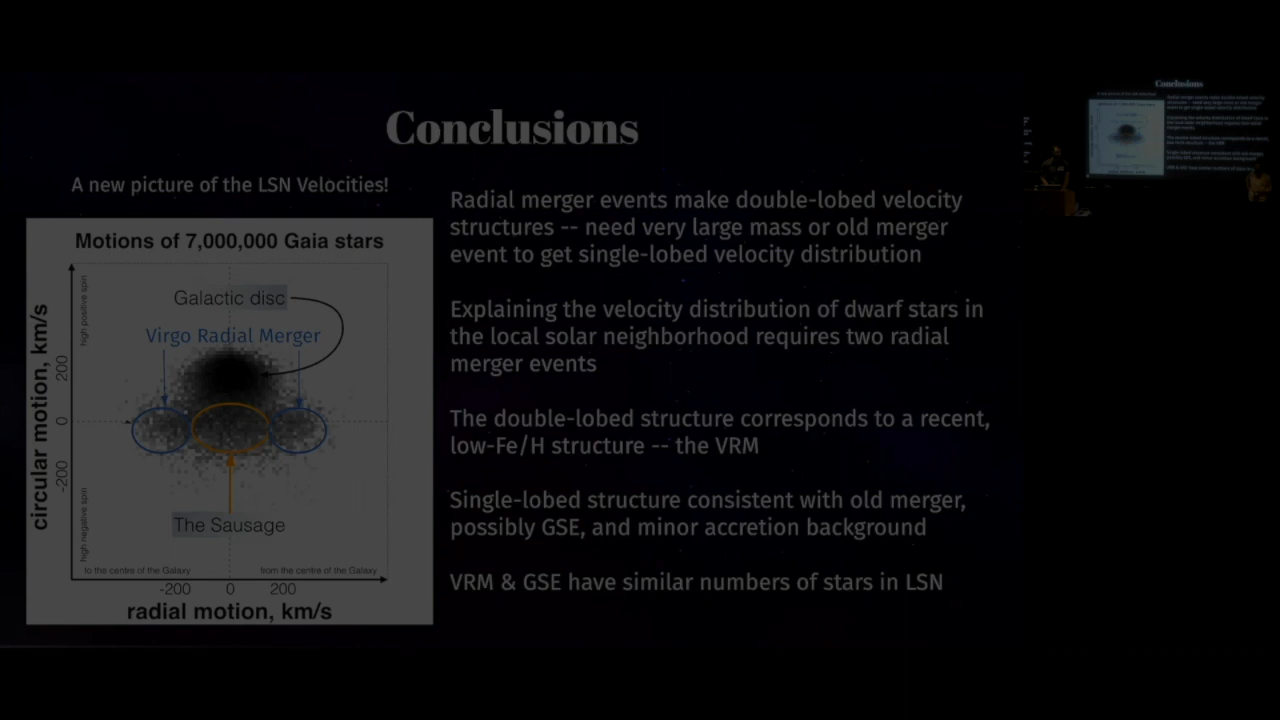 Conclusions
A new picture of the LSN Velocities!
Motions of 7,000,000 Gaia stars
high positive spin
Galactic disc
Virgo Radial Merger
circular motion, km/s
200
0
-200
high negative spin
The Sausage
to the centre of the Galaxy
from the centre of the Galaxy
-200 0 200
radial motion, km/s
Radial merger events make double-lobed velocity
structures -- need very large mass or old merger
event to get single-lobed velocity distribution
Explaining the velocity distribution of dwarf stars in
the local solar neighborhood requires two radial
merger events
The double-lobed structure corresponds to a recent,
low-Fe/H structure -- the VRM
Single-lobed structure consistent with old merger,
possibly GSE, and minor accretion background
VRM & GSE have similar numbers of stars in LSN
Conclusions